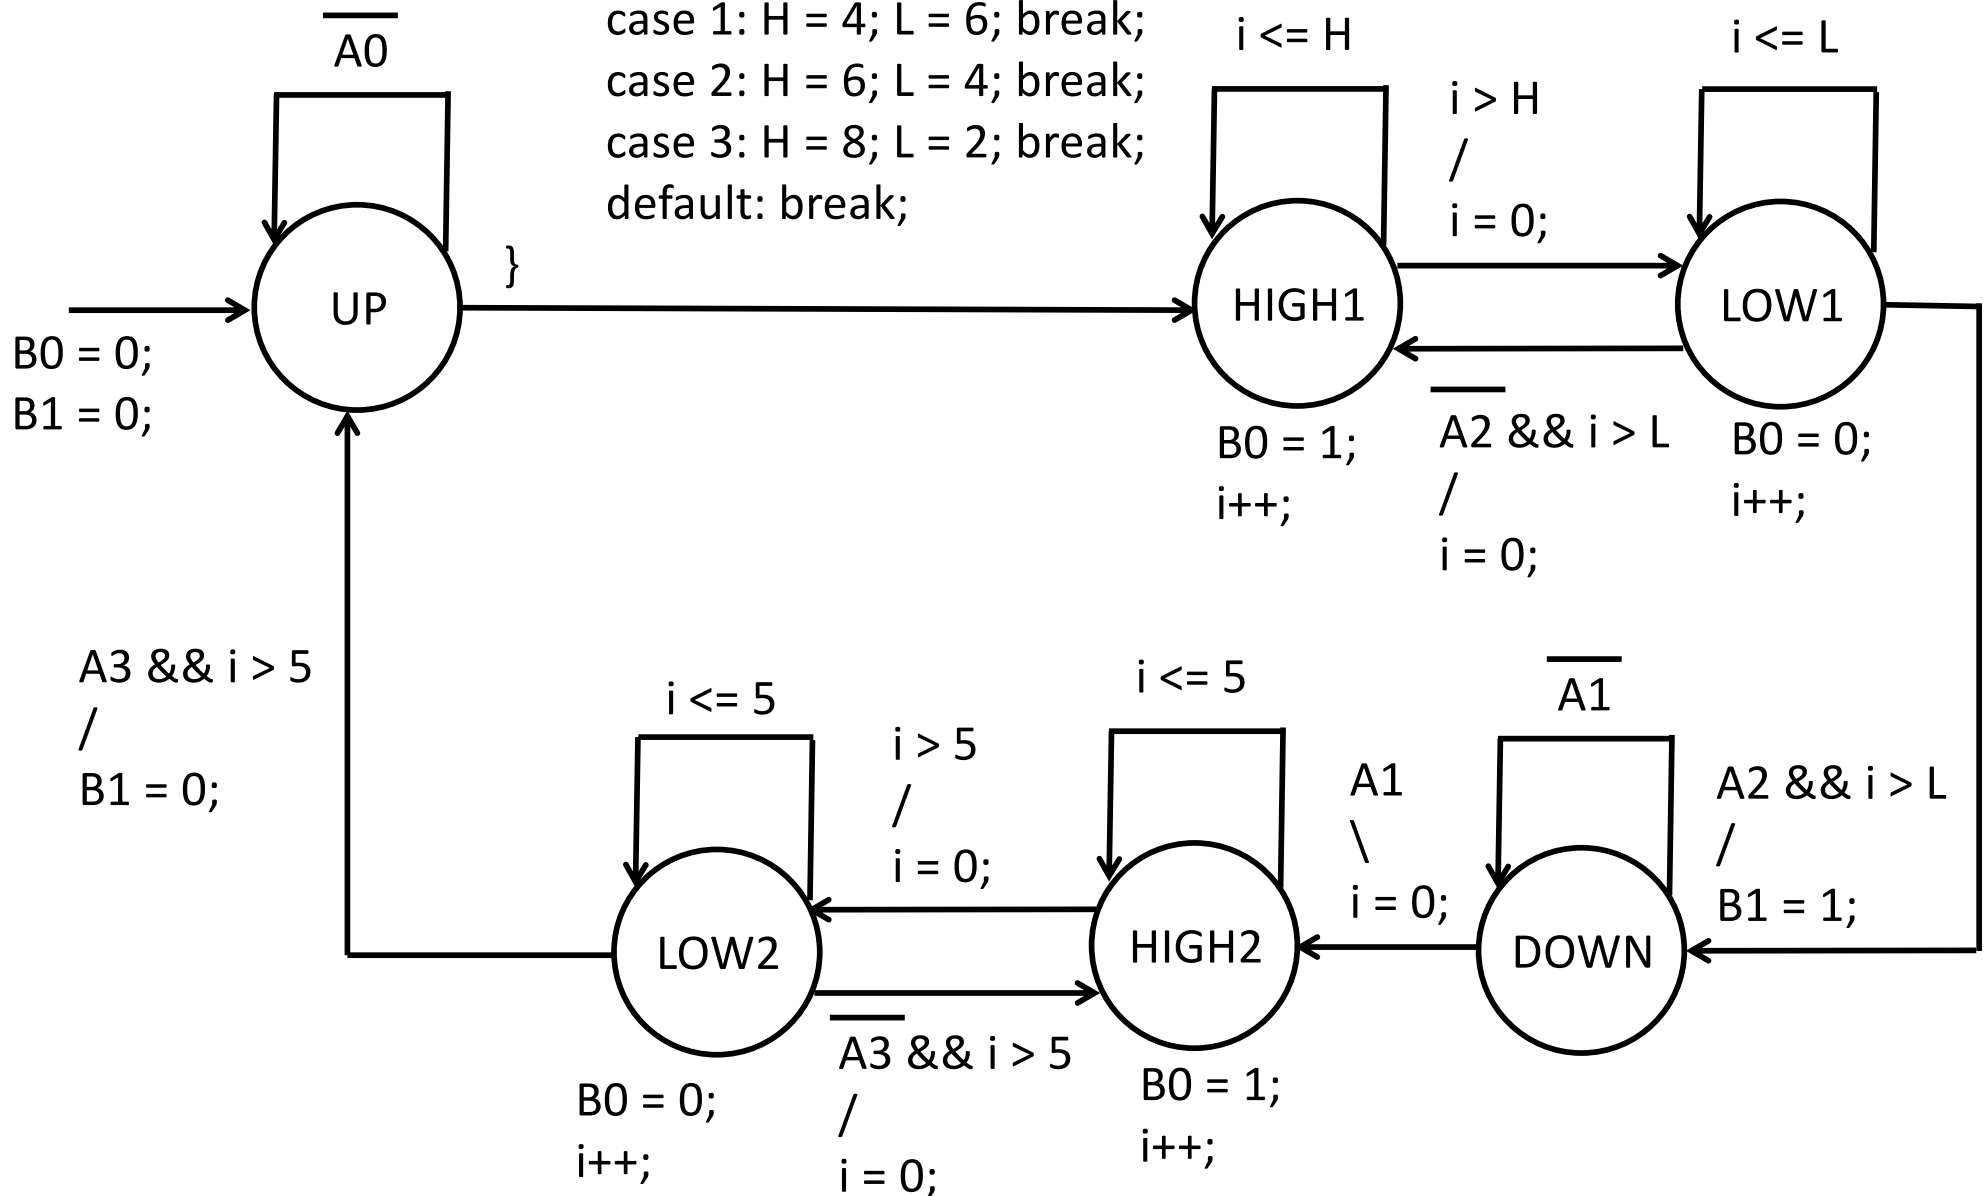 A0
case 1: H = 4; L = 6; break;
case 2: H = 6; L = 4; break;
case 3: H = 8; L = 2; break;
default: break;
}
i <= H
i > H
/
i = 0;
i <= L
UP
HIGH1
LOW1
B0 = 0;
B1 = 0;
B0 = 1;
i++;
A2 && i > L
/
i = 0;
B0 = 0;
i++;
A3 && i > 5
/
B1 = 0;
i <= 5
i > 5
/
i = 0;
i <= 5
A1
\
i = 0;
A1
A2 && i > L
/
B1 = 1;
LOW2
HIGH2
DOWN
B0 = 0;
i++;
A3 && i > 5
/
i = 0;
B0 = 1;
i++;